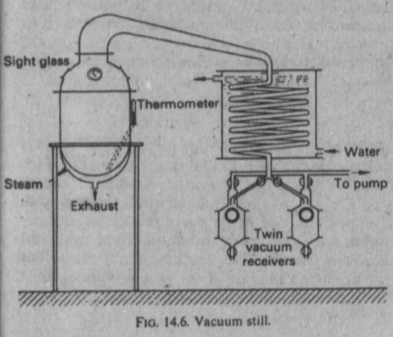 Sight glass
Thermometer
Water
Steam
To pump
Exhaust
Twin
vacuum
receivers
FIG. 14.6. Vacuum still.